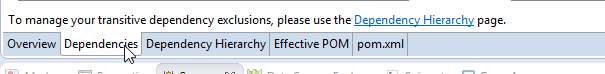 To manage your transitive dependency exclusions, please use the Dependency Hierarchy page.
Overview Dependencies Dependency Hierarchy Effective POM pom.xml